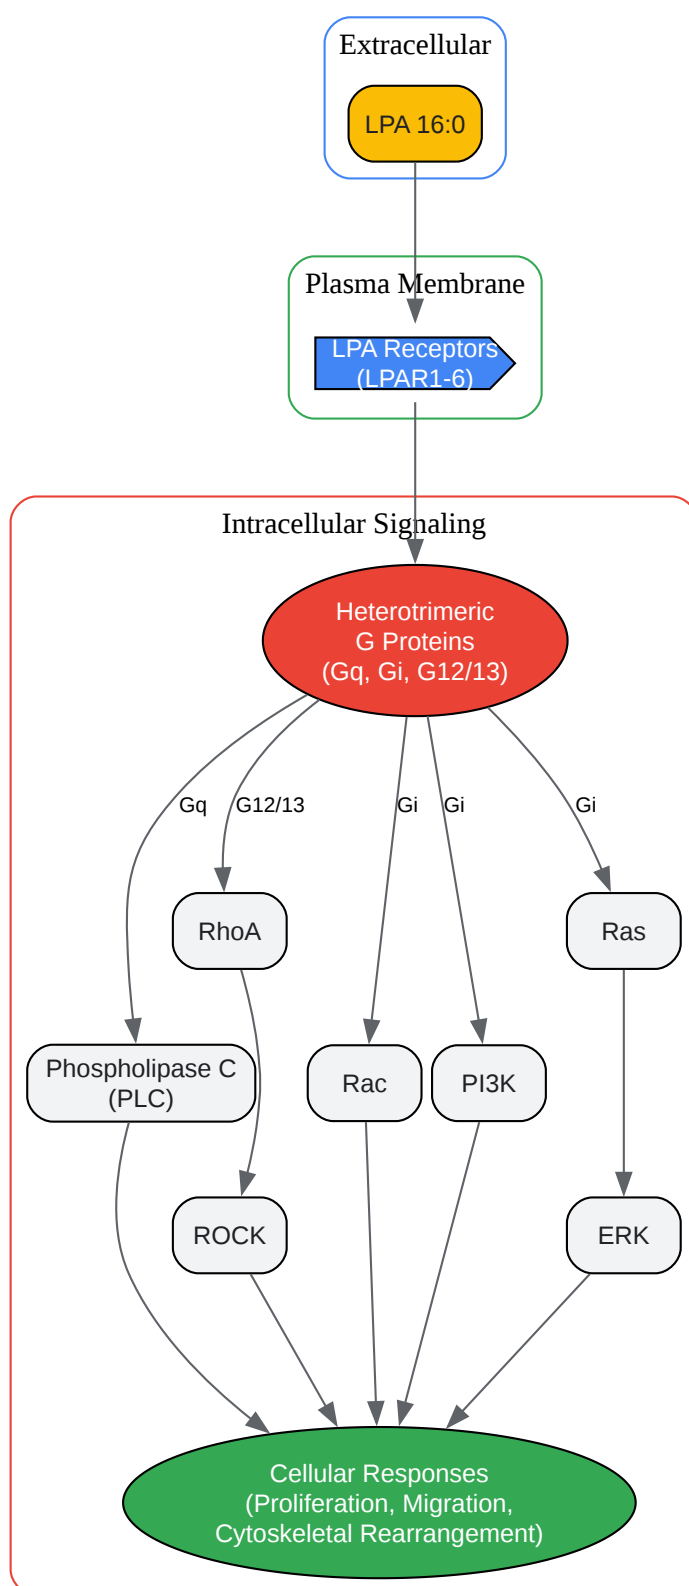 Extracellular
LPA 16:0
Plasma Membrane
LPA Receptors
(LPAR1-6)
Intracellular Signaling
Heterotrimeric
G Proteins
(Gq, Gi, G12/13)
Gq
G12/13
Gi
Gi
Gi
RhoA
Ras
Phospholipase C
(PLC)
Rac
PI3K
ROCK
ERK
Cellular Responses
(Proliferation, Migration,
Cytoskeletal Rearrangement)